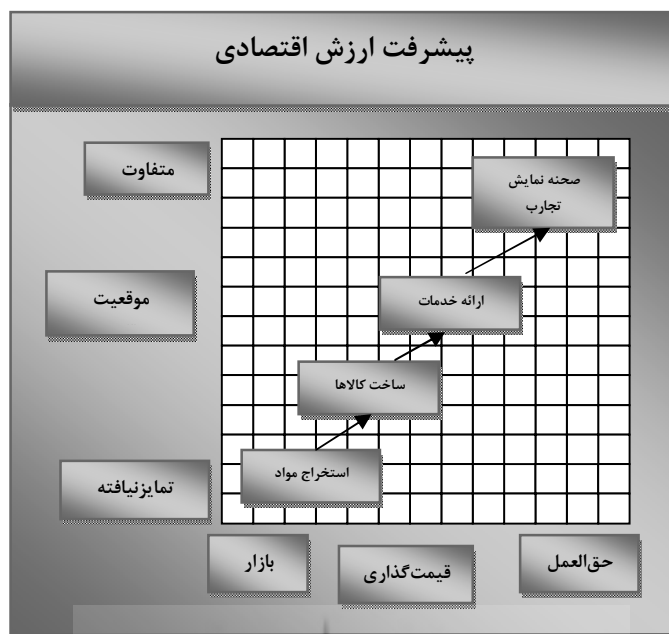 پیشرفت ارزش اقتصادی
متفاوت
صحنه نمایش
تجارب
موقعیت
ارائه خدمات
ساخت کالاها
تمایزنیافته
استخراج مواد
بازار
قیمت‌گذاری
حق‌العمل